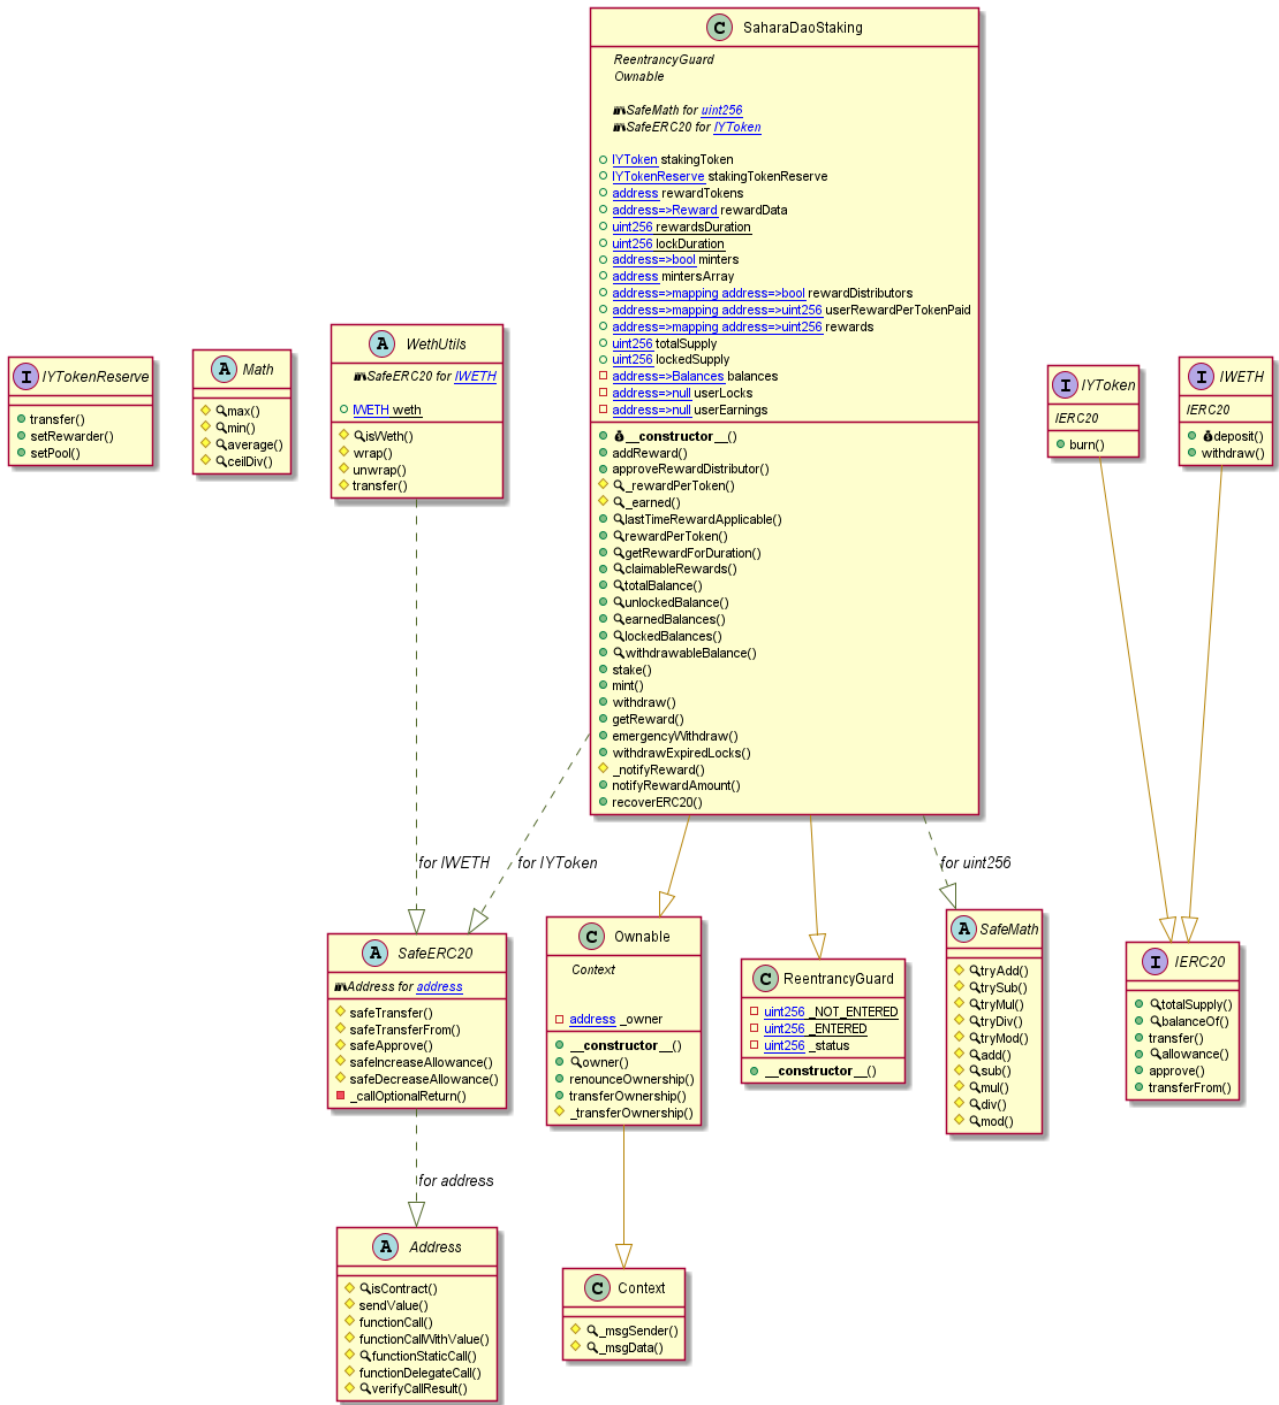 C SaharaDaoStaking
ReentrancyGuard
Ownable
SafeMath for uint256
SafeERC20 for IYToken
IYToken stakingToken
IYTokenReserve stakingTokenReserve
address rewardTokens
address=>Reward rewardData
uint256 rewardsDuration
uint256 lockDuration
address=>bool minters
address mintersArray
address=>mapping address=>bool rewardDistributors
address=>mapping address=>uint256 userRewardPerTokenPaid
address=>mapping address=>uint256 rewards
uint256 totalSupply
uint256 lockedSupply
address=>Balances balances
address=>null userLocks
address=>null userEarnings
__constructor__()
addReward()
approveRewardDistributor()
_rewardPerToken()
_earned()
lastTimeRewardApplicable()
rewardPerToken()
getRewardForDuration()
claimableRewards()
totalBalance()
unlockedBalance()
earnedBalances()
lockedBalances()
withdrawableBalance()
stake()
mint()
withdraw()
getReward()
emergencyWithdraw()
withdrawExpiredLocks()
_notifyReward()
notifyRewardAmount()
recoverERC20()
I IYTokenReserve
transfer()
setRewarder()
setPool()
A Math
max()
min()
average()
ceilDiv()
A WethUtils
SafeERC20 for IWETH
IWETH weth
isWeth()
wrap()
unwrap()
transfer()
I IYToken
IERC20
burn()
I IWETH
IERC20
deposit()
withdraw()
for IWETH
for IYToken
for uint256
A SafeERC20
Address for address
safeTransfer()
safeTransferFrom()
safeApprove()
safeIncreaseAllowance()
safeDecreaseAllowance()
_callOptionalReturn()
C Ownable
Context
address _owner
__constructor__()
owner()
renounceOwnership()
transferOwnership()
_transferOwnership()
C ReentrancyGuard
uint256 _NOT_ENTERED
uint256 _ENTERED
uint256 _status
__constructor__()
A SafeMath
tryAdd()
trySub()
tryMul()
tryDiv()
tryMod()
add()
sub()
mul()
div()
mod()
I IERC20
totalSupply()
balanceOf()
transfer()
allowance()
approve()
transferFrom()
for address
A Address
isContract()
sendValue()
functionCall()
functionCallWithValue()
functionStaticCall()
functionDelegateCall()
verifyCallResult()
C Context
_msgSender()
_msgData()